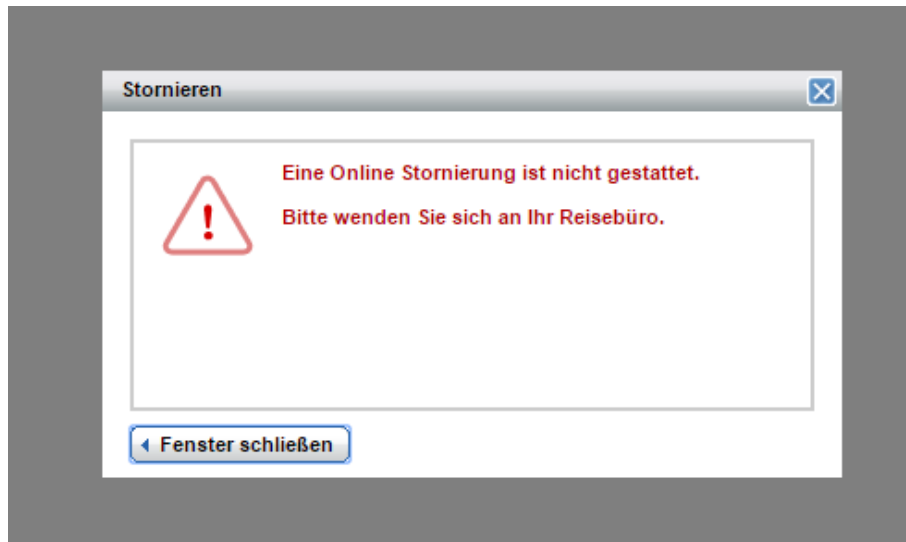 Stornieren
Eine Online Stornierung ist nicht gestattet.
Bitte wenden Sie sich an Ihr Reisebüro.
Fenster schließen